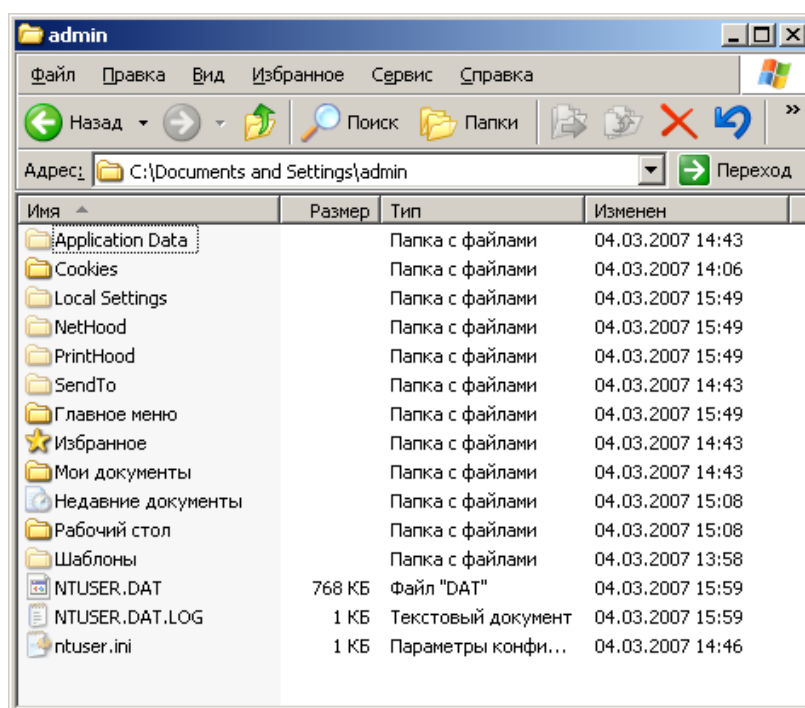 admin
Файл Правка Вид Избранное Сервис Справка
Назад Поиск Папки »
Адрес: C:\Documents and Settings\admin Переход
Имя Размер Тип Изменен
Application Data Папка с файлами 04.03.2007 14:43
Cookies Папка с файлами 04.03.2007 14:06
Local Settings Папка с файлами 04.03.2007 15:49
NetHood Папка с файлами 04.03.2007 15:49
PrintHood Папка с файлами 04.03.2007 15:49
SendTo Папка с файлами 04.03.2007 14:43
Главное меню Папка с файлами 04.03.2007 15:49
Избранное Папка с файлами 04.03.2007 14:43
Мои документы Папка с файлами 04.03.2007 14:43
Недавние документы Папка с файлами 04.03.2007 15:08
Рабочий стол Папка с файлами 04.03.2007 15:08
Шаблоны Папка с файлами 04.03.2007 13:58
NTUSER.DAT 768 КБ Файл "DAT" 04.03.2007 15:59
NTUSER.DAT.LOG 1 КБ Текстовый документ 04.03.2007 15:59
ntuser.ini 1 КБ Параметры конфи... 04.03.2007 14:46